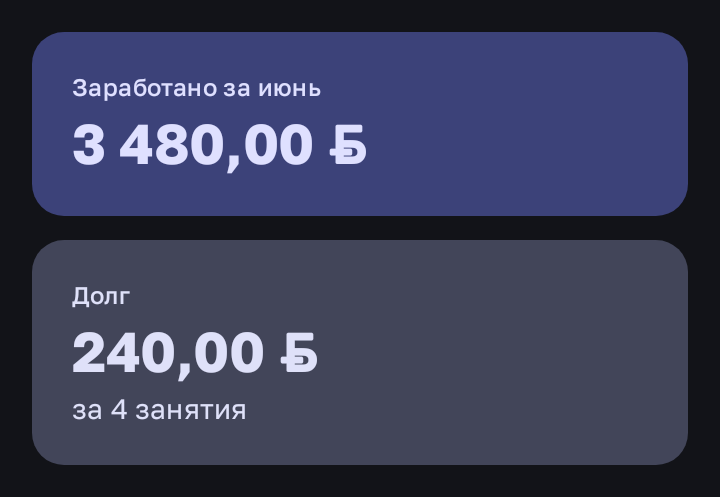 Заработано за июнь
3 480,00 Б
Долг
240,00 Б
за 4 занятия